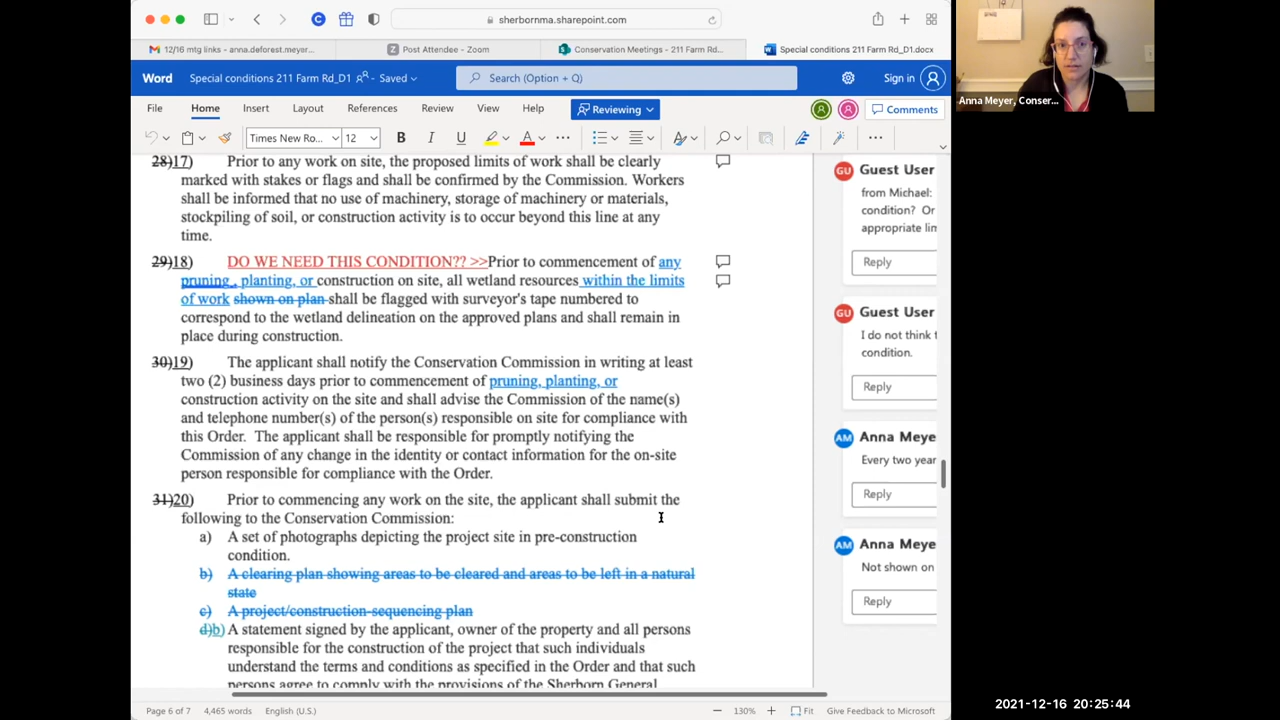 sherbornma.sharepoint.com
12/16 mtg links - anna.deforest.meyer...
Post Attendee - Zoom
Conservation Meetings - 211 Farm Rd...
Special conditions 211 Farm Rd_D1.docx
Word
Special conditions 211 Farm Rd_D1 - Saved
Search (Option + Q)
Sign in
File Home Insert Layout References Review View Help Reviewing Comments
Times New Ro... 12 B I U A
28)17) Prior to any work on site, the proposed limits of work shall be clearly
marked with stakes or flags and shall be confirmed by the Commission. Workers
shall be informed that no use of machinery, storage of machinery or materials,
stockpiling of soil, or construction activity is to occur beyond this line at any
time.
29)18) DO WE NEED THIS CONDITION?? >>Prior to commencement of any
pruning , planting, or construction on site, all wetland resources within the limits
of work shown on plan shall be flagged with surveyor's tape numbered to
correspond to the wetland delineation on the approved plans and shall remain in
place during construction.
30)19) The applicant shall notify the Conservation Commission in writing at least
two (2) business days prior to commencement of pruning, planting, or
construction activity on the site and shall advise the Commission of the name(s)
and telephone number(s) of the person(s) responsible on site for compliance with
this Order. The applicant shall be responsible for promptly notifying the
Commission of any change in the identity or contact information for the on-site
person responsible for compliance with the Order.
31)20) Prior to commencing any work on the site, the applicant shall submit the
following to the Conservation Commission:
a) A set of photographs depicting the project site in pre-construction
condition.
b) A clearing plan showing areas to be cleared and areas to be left in a natural
state
c) A project/construction-sequencing plan
d)b) A statement signed by the applicant, owner of the property and all persons
responsible for the construction of the project that such individuals
understand the terms and conditions as specified in the Order and that such
persons agree to comply with the provisions of the Sherborn General
GU Guest User
from Michael:
condition? Or
appropriate lim
Reply
GU Guest User
I do not think t
condition.
Reply
AM Anna Meye
Every two year
Reply
AM Anna Meye
Not shown on
Reply
Page 6 of 7 4,465 words English (U.S.) 130% Fit Give Feedback to Microsoft
Anna Meyer, Conser...
2021-12-16 20:25:44